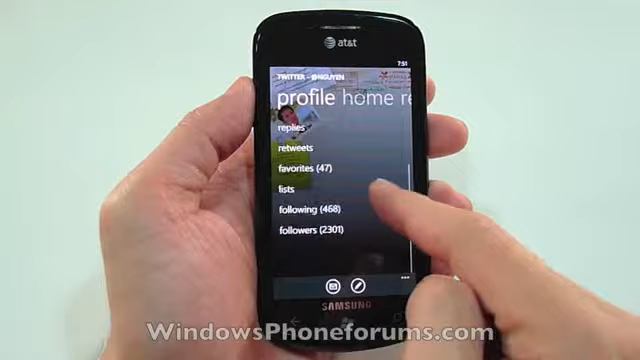 at&t
7:51
TWITTER - @NGUYEN
profile home re
replies
retweets
favorites (47)
lists
following (468)
followers (2301)
SAMSUNG
WindowsPhoneforums.com